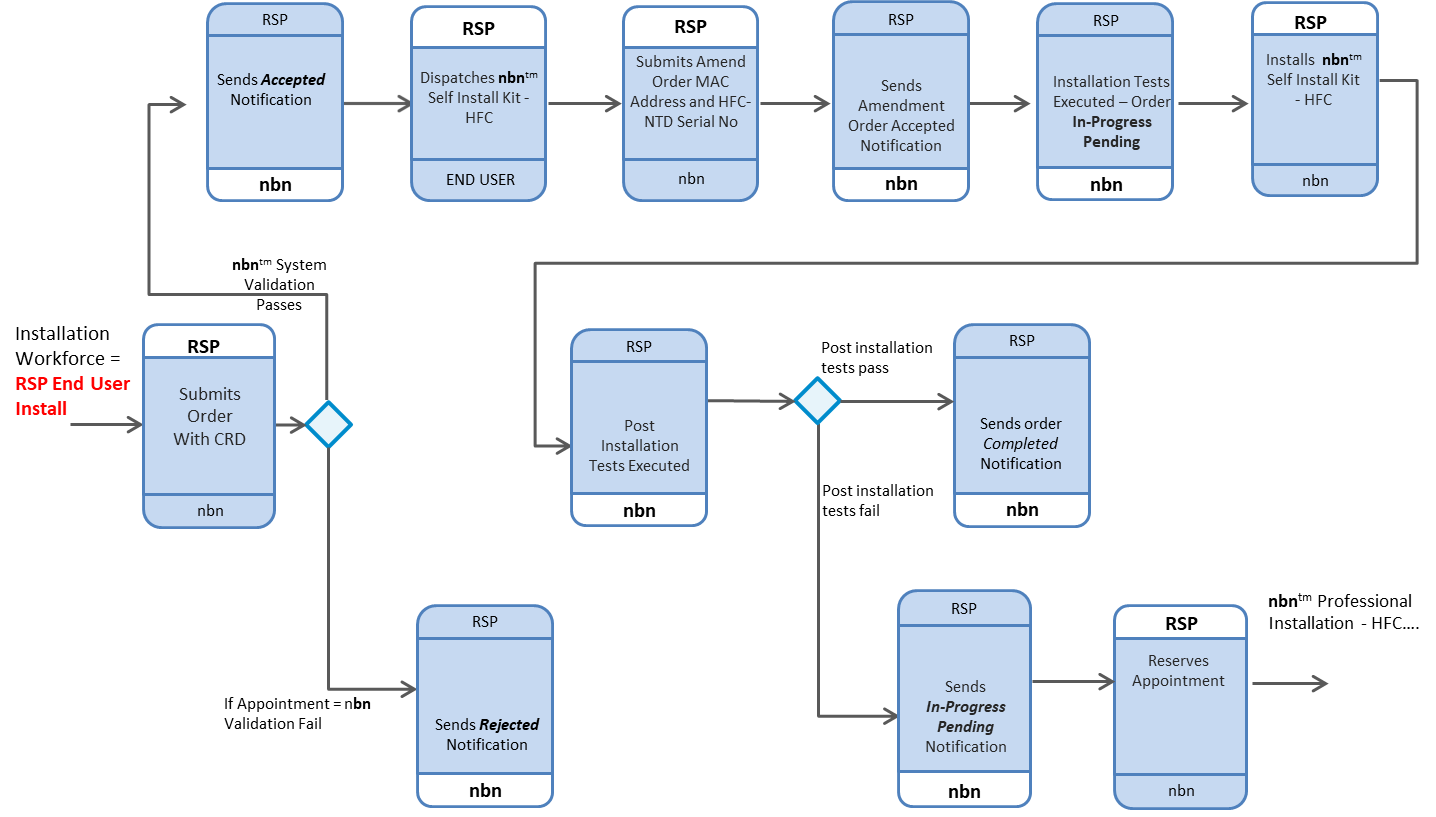 RSP
Sends Accepted
Notification
nbn
RSP
Dispatches nbn™
Self Install Kit -
HFC
END USER
RSP
Submits Amend
Order MAC
Address and HFC-
NTD Serial No
nbn
RSP
Sends
Amendment
Order Accepted
Notification
nbn
RSP
Installation Tests
Executed – Order
In-Progress
Pending
nbn
RSP
Installs nbn™
Self Install Kit
- HFC
nbn
nbn™ System
Validation
Passes
Installation
Workforce =
RSP End User
Install
RSP
Submits
Order
With CRD
nbn
RSP
Post
Installation
Tests Executed
nbn
Post installation
tests pass
RSP
Sends order
Completed
Notification
nbn
Post installation
tests fail
If Appointment = nbn
Validation Fail
RSP
Sends Rejected
Notification
nbn
RSP
Sends
In-Progress
Pending
Notification
nbn
RSP
Reserves
Appointment
nbn
nbn™ Professional
Installation - HFC....